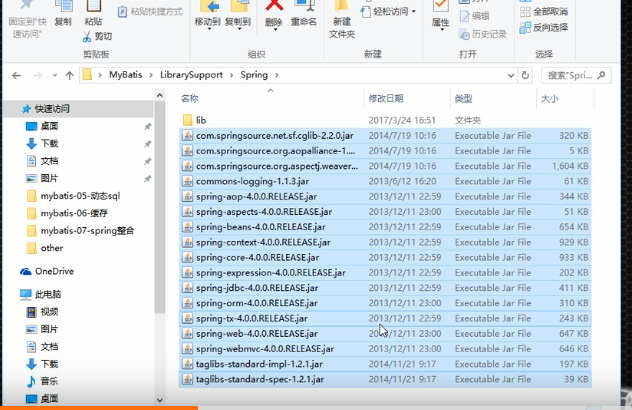 固定到"快速访问"
复制
粘贴
粘贴快捷方式
剪切
剪贴板
移动到
复制到
删除
重命名
组织
新建文件夹
轻松访问
新建
属性
编辑
历史记录
打开
全部取消
反向选择
选择
MyBatis > LibrarySupport > Spring >
搜索"Spri...
名称 修改日期 类型 大小
快速访问
桌面
下载
文档
图片
mybatis-05-动态sql
mybatis-06-缓存
mybatis-07-spring整合
other
OneDrive
此电脑
视频
图片
文档
下载
音乐
桌面
lib 2017/3/24 16:51 文件夹
com.springsource.net.sf.cglib-2.2.0.jar 2014/7/19 10:16 Executable Jar File 320 KB
com.springsource.org.aopalliance-1.... 2014/7/19 10:16 Executable Jar File 5 KB
com.springsource.org.aspectj.weaver... 2014/7/19 10:16 Executable Jar File 1,604 KB
commons-logging-1.1.3.jar 2013/6/12 16:20 Executable Jar File 61 KB
spring-aop-4.0.0.RELEASE.jar 2013/12/11 22:59 Executable Jar File 344 KB
spring-aspects-4.0.0.RELEASE.jar 2013/12/11 23:00 Executable Jar File 51 KB
spring-beans-4.0.0.RELEASE.jar 2013/12/11 22:59 Executable Jar File 654 KB
spring-context-4.0.0.RELEASE.jar 2013/12/11 22:59 Executable Jar File 929 KB
spring-core-4.0.0.RELEASE.jar 2013/12/11 22:59 Executable Jar File 933 KB
spring-expression-4.0.0.RELEASE.jar 2013/12/11 22:59 Executable Jar File 202 KB
spring-jdbc-4.0.0.RELEASE.jar 2013/12/11 22:59 Executable Jar File 411 KB
spring-orm-4.0.0.RELEASE.jar 2013/12/11 23:00 Executable Jar File 310 KB
spring-tx-4.0.0.RELEASE.jar 2013/12/11 22:59 Executable Jar File 243 KB
spring-web-4.0.0.RELEASE.jar 2013/12/11 23:00 Executable Jar File 647 KB
spring-webmvc-4.0.0.RELEASE.jar 2013/12/11 23:00 Executable Jar File 646 KB
taglibs-standard-impl-1.2.1.jar 2014/11/21 9:17 Executable Jar File 197 KB
taglibs-standard-spec-1.2.1.jar 2014/11/21 9:17 Executable Jar File 39 KB